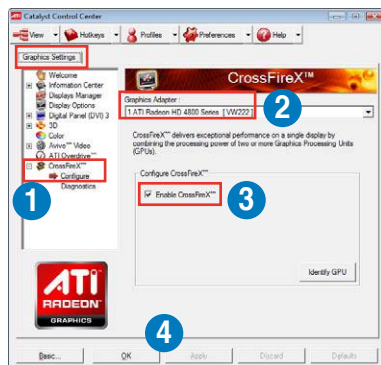 Catalyst Control Center
View Hotkeys Profiles Preferences Help
Graphics Settings
Welcome
Information Center
Displays Manager
Display Options
Digital Panel (DVI) 3
3D
Color
Avivo™ Video
ATI Overdrive™
CrossFireX™
Configure
Diagnostics
1
ATI
RADEON
GRAPHICS
CrossFireX™
Graphics Adapter:
1 ATI Radeon HD 4800 Series [ VW222 ]
2
CrossFireX™ delivers exceptional performance on a single display by
combining the processing power of two or more Graphics Processing Units
(GPUs).
Configure CrossFireX™
Enable CrossFireX™
3
Identify GPU
4
Basic... OK Apply Discard Defaults